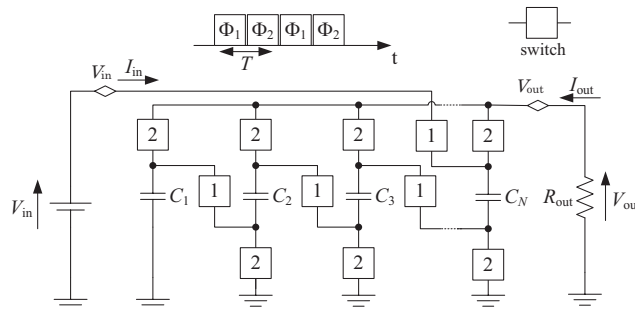 Φ1 Φ2 Φ1 Φ2
T
t
switch
Vin
Iin
Vout
Iout
2 2 2 1 2
C1 1 C2 1 C3 1 CN
Vin
Rout
Vou
2 2 2